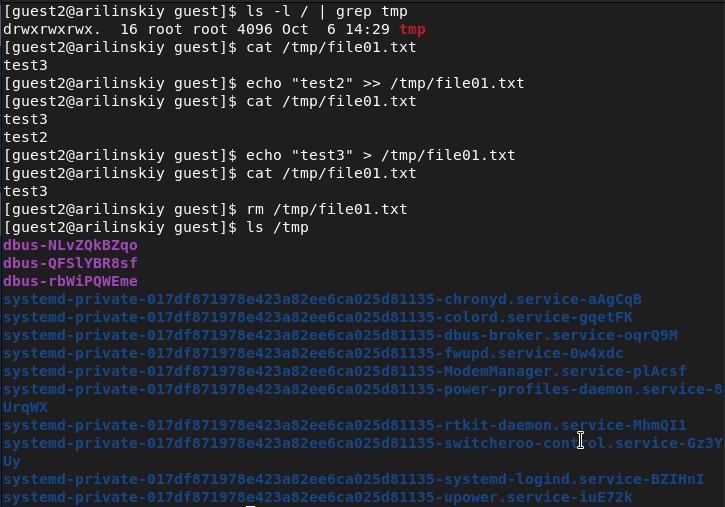 [guest2@arilinskiy guest]$ ls -l / | grep tmp
drwxrwxrwx.  16 root root 4096 Oct  6 14:29 tmp
[guest2@arilinskiy guest]$ cat /tmp/file01.txt
test3
[guest2@arilinskiy guest]$ echo "test2" >> /tmp/file01.txt
[guest2@arilinskiy guest]$ cat /tmp/file01.txt
test3
test2
[guest2@arilinskiy guest]$ echo "test3" > /tmp/file01.txt
[guest2@arilinskiy guest]$ cat /tmp/file01.txt
test3
[guest2@arilinskiy guest]$ rm /tmp/file01.txt
[guest2@arilinskiy guest]$ ls /tmp
dbus-NLvZQkBZqo
dbus-QFSlYBR8sf
dbus-rbWiPQWEme
systemd-private-017df871978e423a82ee6ca025d81135-chronyd.service-aAgCqB
systemd-private-017df871978e423a82ee6ca025d81135-colord.service-gqetFK
systemd-private-017df871978e423a82ee6ca025d81135-dbus-broker.service-oqrQ9M
systemd-private-017df871978e423a82ee6ca025d81135-fwupd.service-0w4xdc
systemd-private-017df871978e423a82ee6ca025d81135-ModemManager.service-plAcsf
systemd-private-017df871978e423a82ee6ca025d81135-power-profiles-daemon.service-8
UrqWX
systemd-private-017df871978e423a82ee6ca025d81135-rtkit-daemon.service-MhmQI1
systemd-private-017df871978e423a82ee6ca025d81135-switcheroo-control.service-Gz3Y
Uy
systemd-private-017df871978e423a82ee6ca025d81135-systemd-logind.service-BZIHnI
systemd-private-017df871978e423a82ee6ca025d81135-upower.service-iuE72k